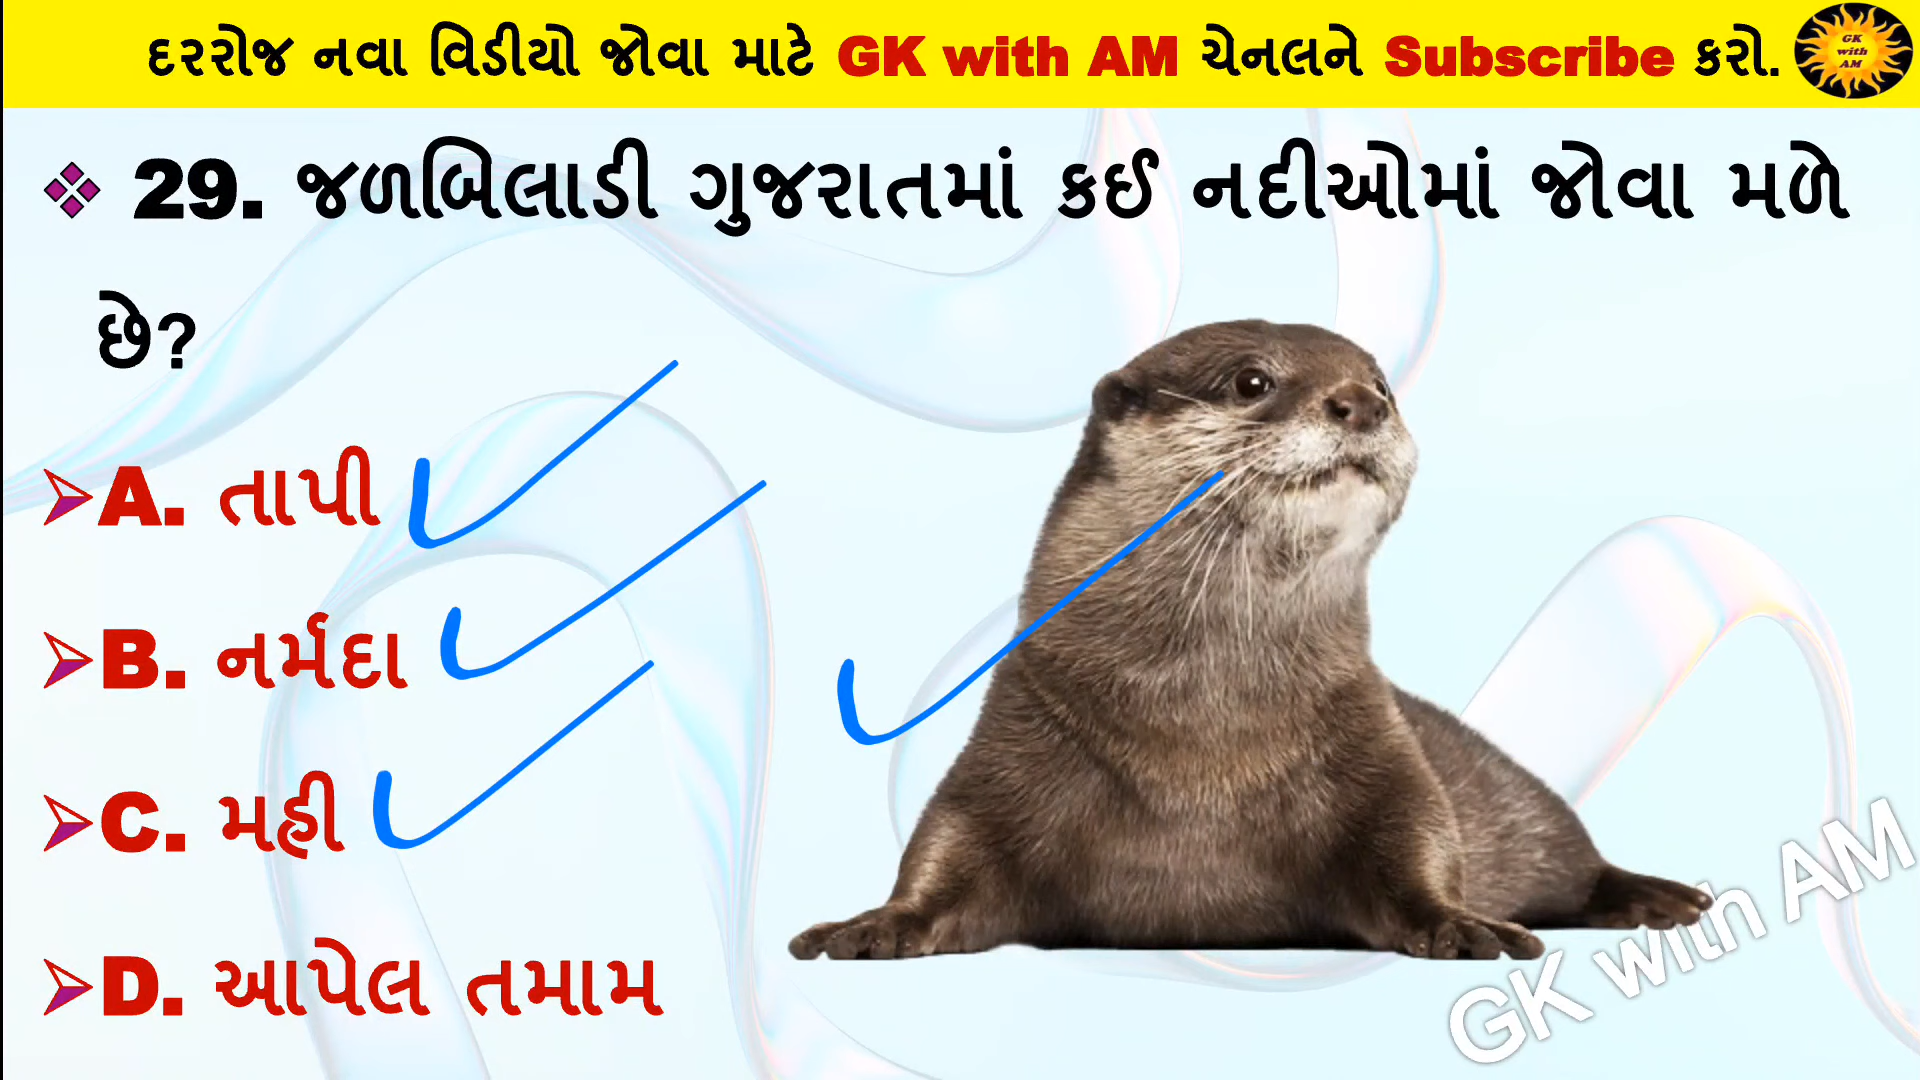 દરરોજ નવા વિડીયો જોવા માટે GK with AM ચેનલને Subscribe કરો.
GK
with
AM
29. જળબિલાડી ગુજરાતમાં કઈ નદીઓમાં જોવા મળે
છે?
A. તાપી
B. નર્મદા
C. મહી
D. આપેલ તમામ
GK with AM